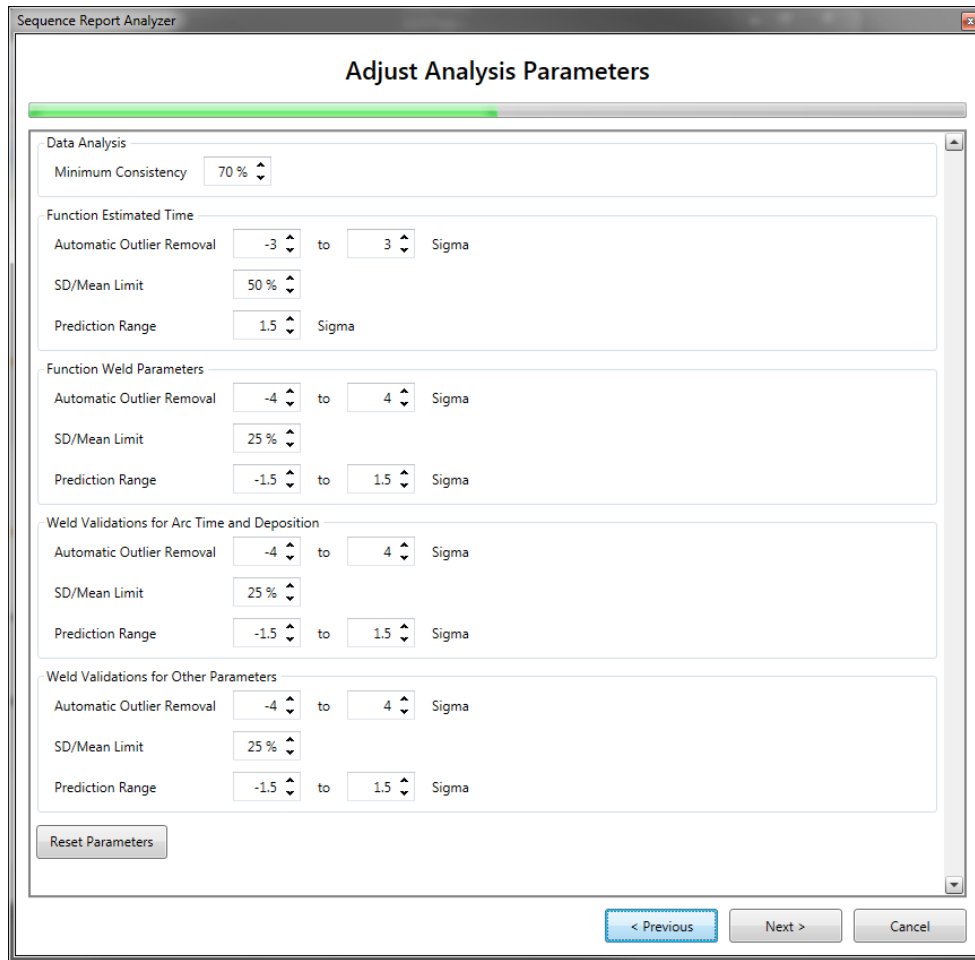 Sequence Report Analyzer
Adjust Analysis Parameters
Data Analysis
Minimum Consistency 70 %
Function Estimated Time
Automatic Outlier Removal -3 to 3 Sigma
SD/Mean Limit 50 %
Prediction Range 1.5 Sigma
Function Weld Parameters
Automatic Outlier Removal -4 to 4 Sigma
SD/Mean Limit 25 %
Prediction Range -1.5 to 1.5 Sigma
Weld Validations for Arc Time and Deposition
Automatic Outlier Removal -4 to 4 Sigma
SD/Mean Limit 25 %
Prediction Range -1.5 to 1.5 Sigma
Weld Validations for Other Parameters
Automatic Outlier Removal -4 to 4 Sigma
SD/Mean Limit 25 %
Prediction Range -1.5 to 1.5 Sigma
Reset Parameters
< Previous Next > Cancel